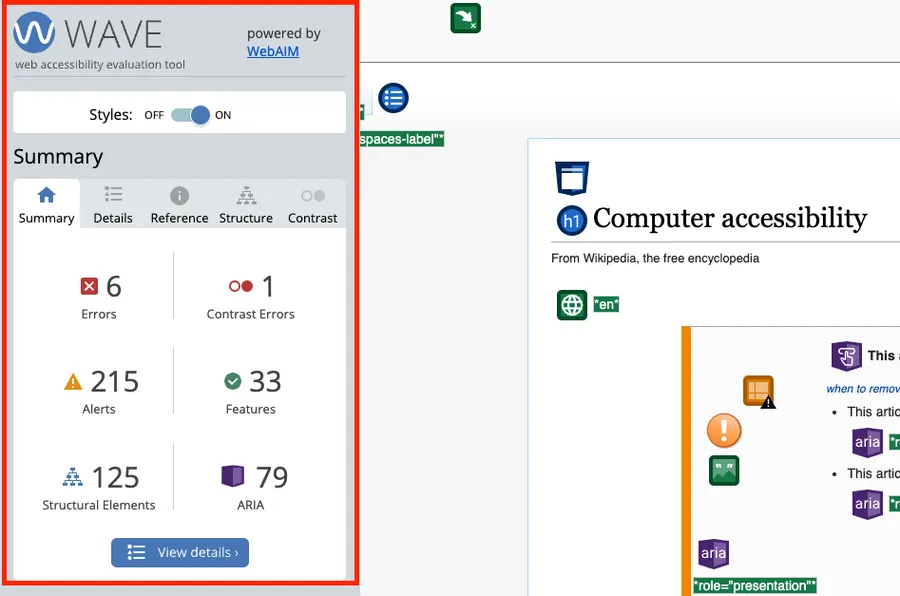 WAVE
powered by
WebAIM
web accessibility evaluation tool
Styles: OFF ON
Summary
Summary Details Reference Structure Contrast
6
Errors
1
Contrast Errors
215
Alerts
33
Features
125
Structural Elements
79
ARIA
View details ›
spaces-label"*
h1 Computer accessibility
From Wikipedia, the free encyclopedia
*en*
This
when to remov
• This artic
aria *r
• This artic
aria *r
aria
*role="presentation"*